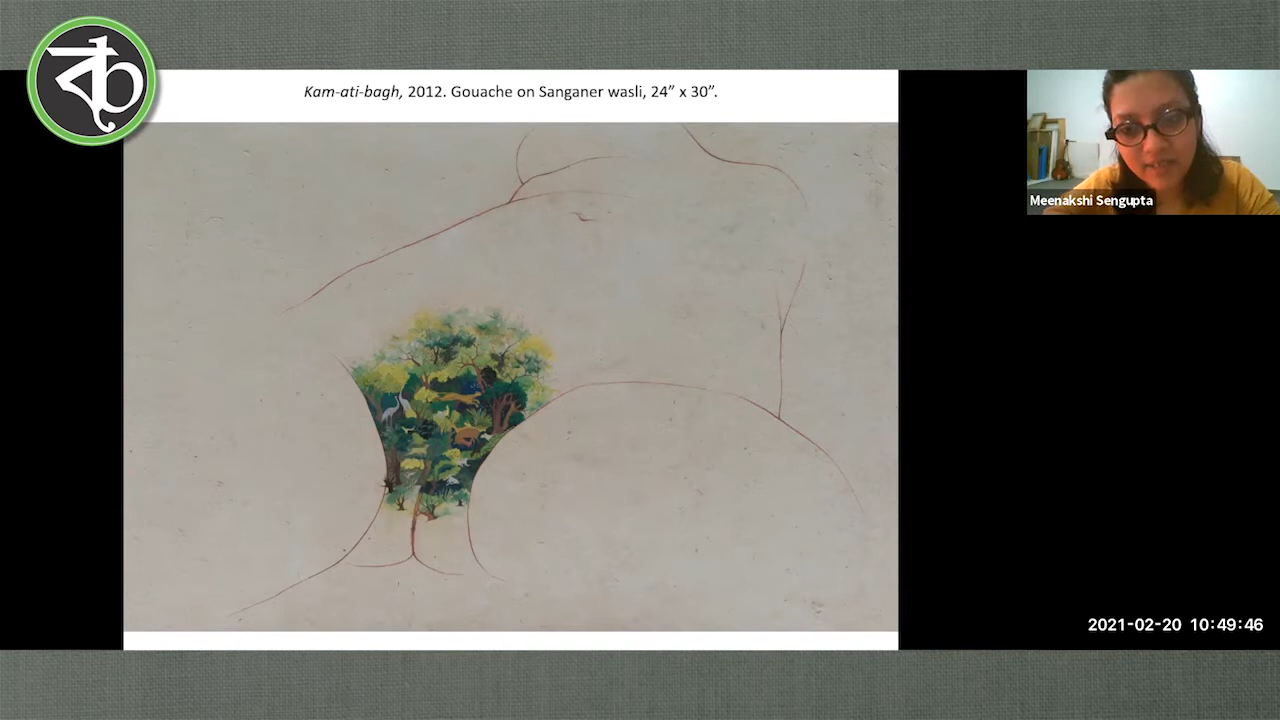 ক
Kam-ati-bagh, 2012. Gouache on Sanganer wasli, 24” x 30”.
Meenakshi Sengupta
2021-02-20 10:49:46